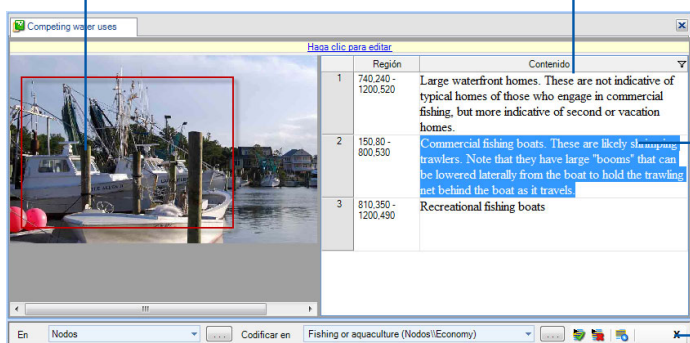 Competing water uses
Haga clic para editar
Región Contenido
1 740,240 - Large waterfront homes. These are not indicative of
1200,520 typical homes of those who engage in commercial
fishing, but more indicative of second or vacation
homes.
2 150,80 - Commercial fishing boats. These are likely shrimping
800,530 trawlers. Note that they have large "booms" that can
be lowered laterally from the boat to hold the trawling
net behind the boat as it travels.
3 810,350 - Recreational fishing boats
1200,490
En Nodos ... Codificar en Fishing or aquaculture (Nodos\\Economy) ...